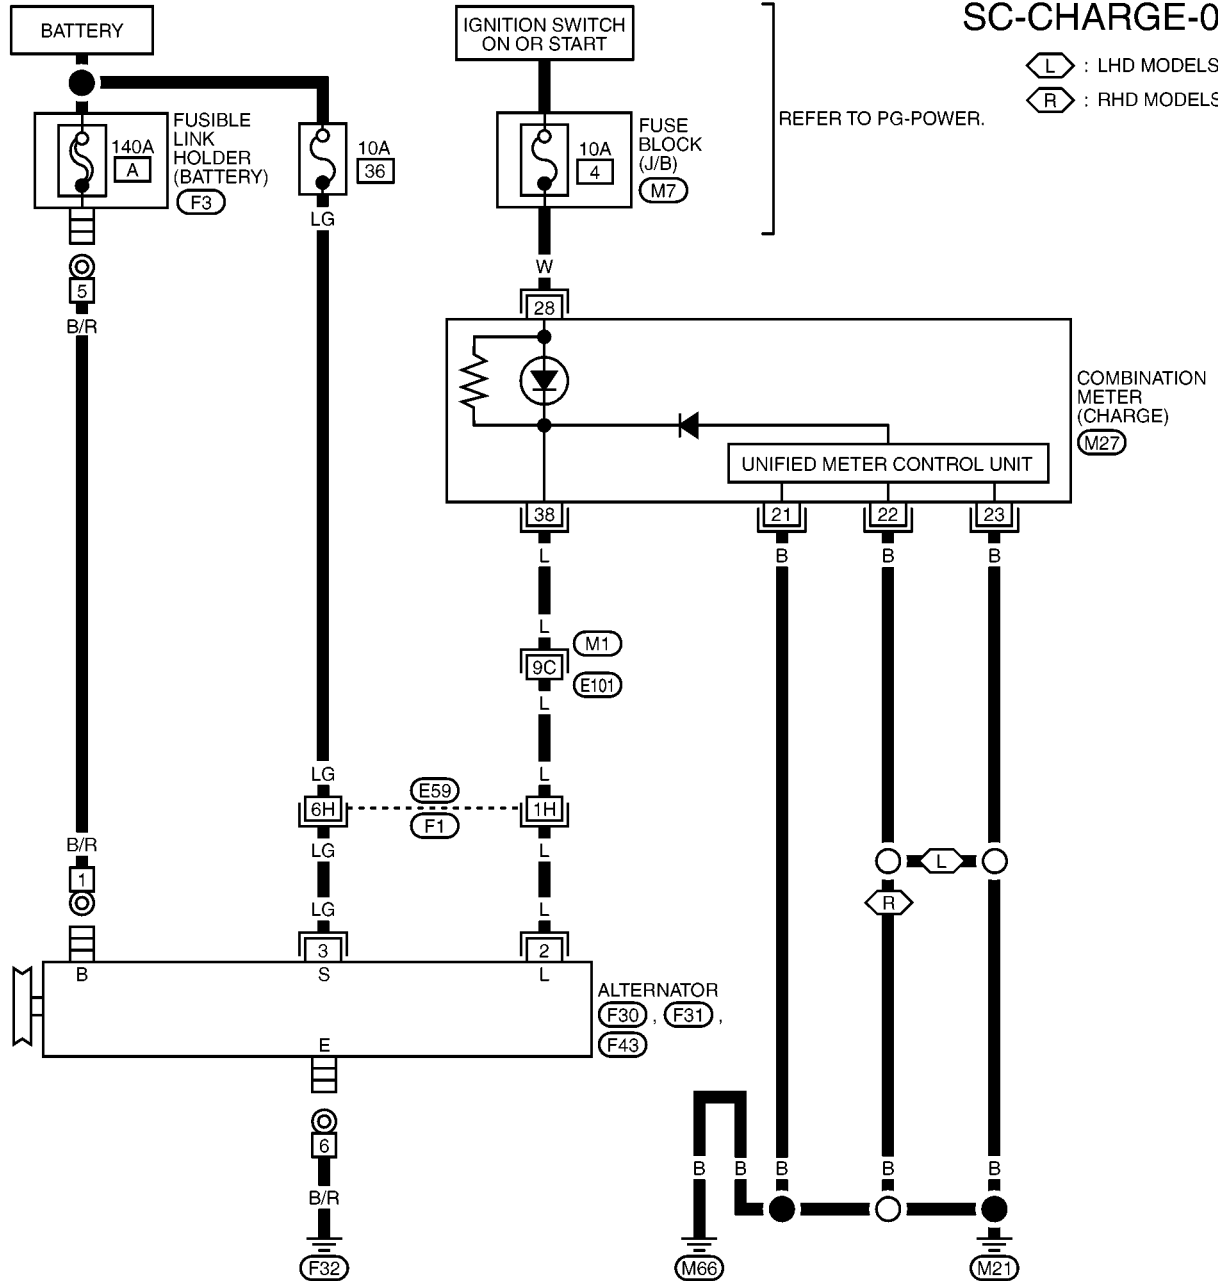 SC-CHARGE-0
L : LHD MODELS
R : RHD MODELS
BATTERY
IGNITION SWITCH
ON OR START
REFER TO PG-POWER.
140A
A
FUSIBLE
LINK
HOLDER
(BATTERY)
F3
10A
36
10A
4
FUSE
BLOCK
(J/B)
M7
LG
W
5
B/R
28
COMBINATION
METER
(CHARGE)
M27
UNIFIED METER CONTROL UNIT
38
21
22
23
L
B
B
B
L
M1
9C
E101
L
LG
L
6H
E59
F1
1H
B/R
LG
L
1
L
R
LG
L
3
2
B
S
L
ALTERNATOR
F30 , F31 ,
F43
E
6
B/R
F32
B
B
B
B
B
M66
M21